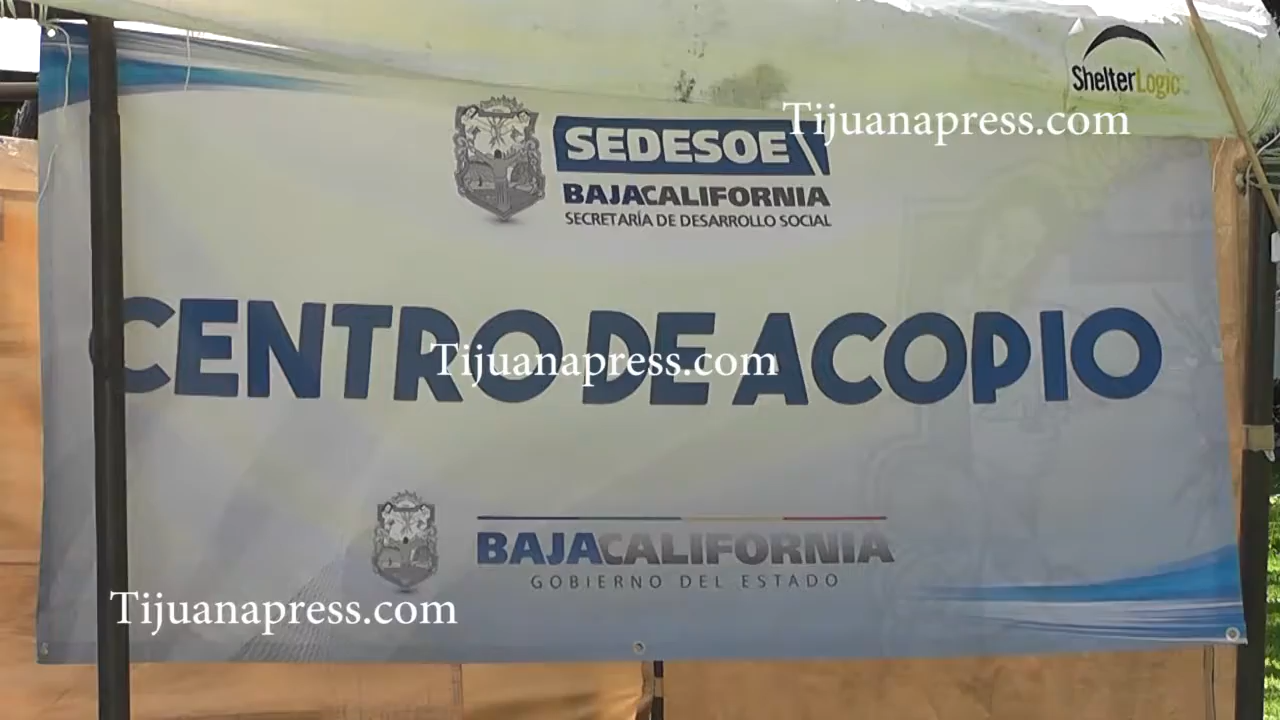 ShelterLogic
Tijuanapress.com
SEDESOE
BAJACALIFORNIA
SECRETARÍA DE DESARROLLO SOCIAL
CENTRO DE ACOPIO
Tijuanapress.com
BAJACALIFORNIA
GOBIERNO DEL ESTADO
Tijuanapress.com